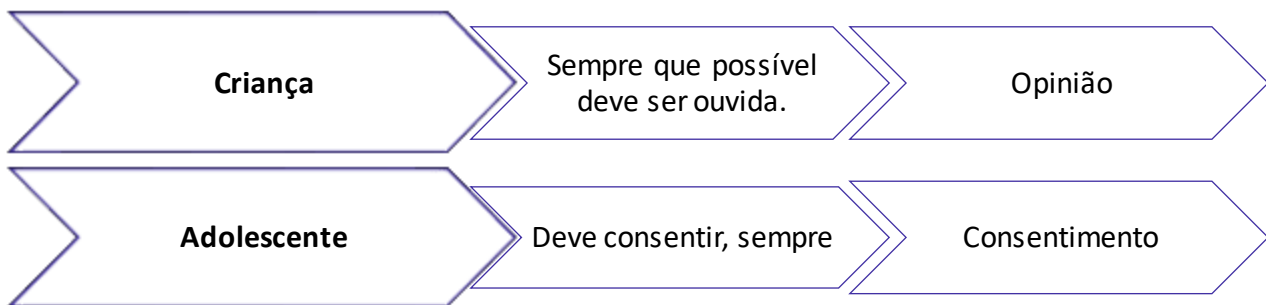 Criança
Sempre que possível
deve ser ouvida.
Opinião
Adolescente
Deve consentir, sempre
Consentimento